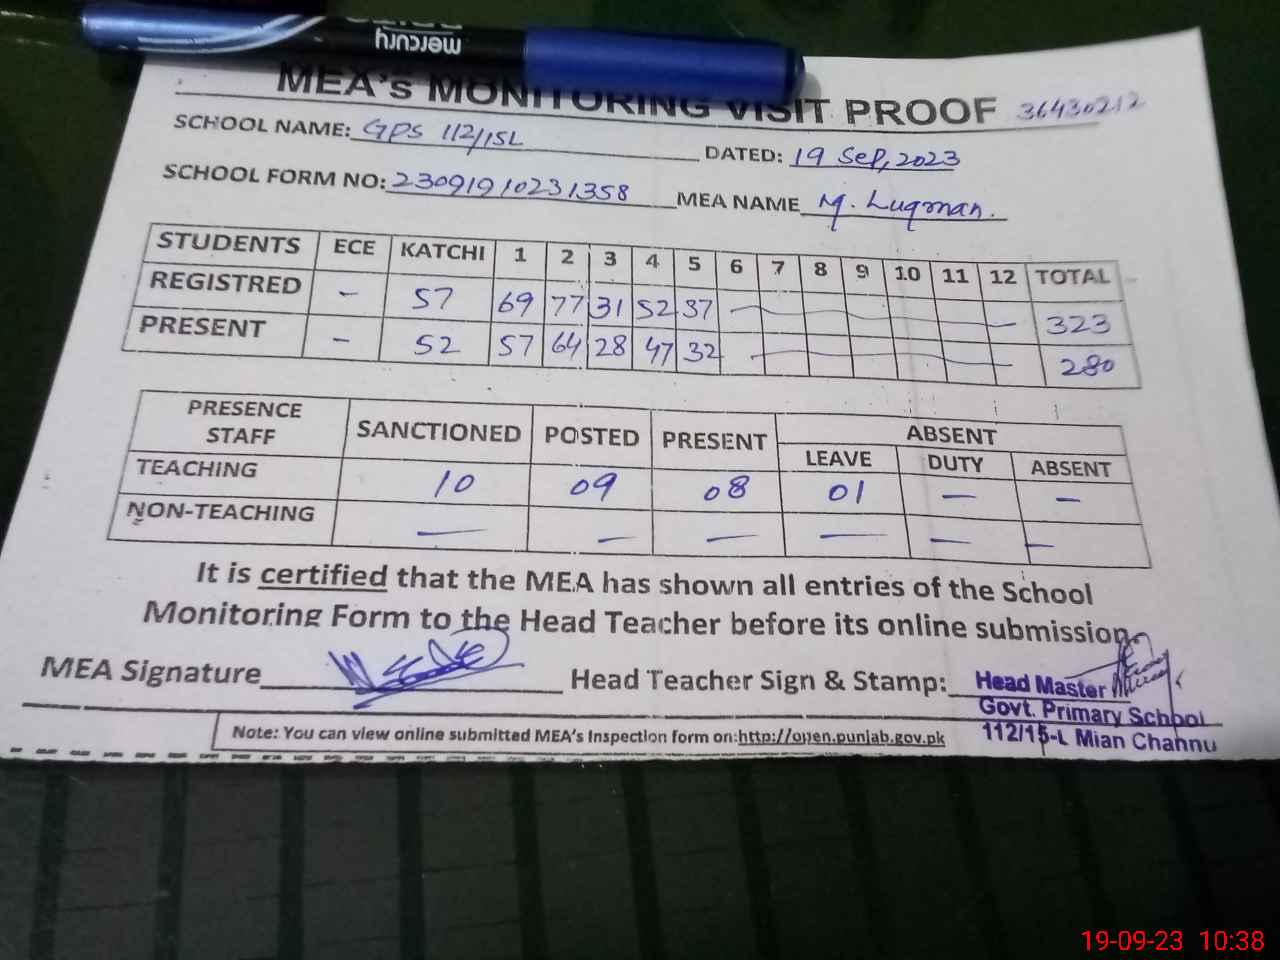 mercury
MEA's MONITORING VISIT PROOF 36430212
SCHOOL NAME: GPS 112/15L
DATED: 19 Sep, 2023
SCHOOL FORM NO: 23091910231358 MEA NAME M. Luqman.
STUDENTS ECE KATCHI 1 2 3 4 5 6 7 8 9 10 11 12 TOTAL
REGISTRED - 57 69 77 31 52 37 323
PRESENT - 52 57 64 28 47 32 280
PRESENCE STAFF SANCTIONED POSTED PRESENT ABSENT
LEAVE DUTY ABSENT
TEACHING 10 09 08 01 — —
NON-TEACHING — — — — — —
It is certified that the MEA has shown all entries of the School
Monitoring Form to the Head Teacher before its online submission.
MEA Signature Head Teacher Sign & Stamp: Head Master
Govt. Primary School
112/15-L Mian Channu
Note: You can view online submitted MEA's Inspection form on:http://open.punjab.gov.pk
19-09-23 10:38